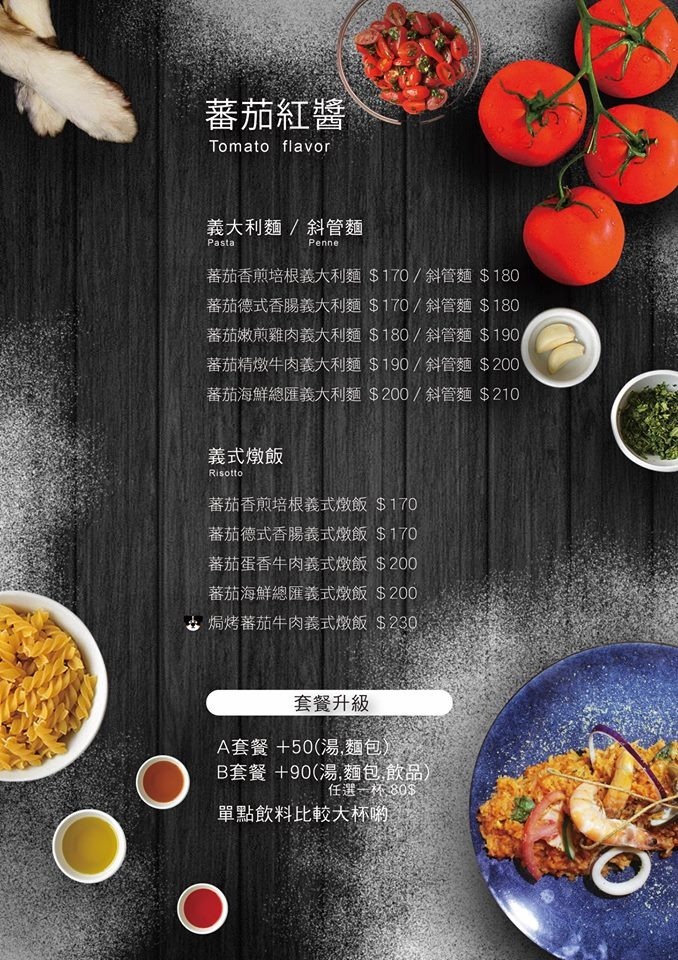 蕃茄紅醬
Tomato flavor
義大利麵 / 斜管麵
Pasta Penne
蕃茄香煎培根義大利麵 $170 / 斜管麵 $180
蕃茄德式香腸義大利麵 $170 / 斜管麵 $180
蕃茄嫩煎雞肉義大利麵 $180 / 斜管麵 $190
蕃茄精燉牛肉義大利麵 $190 / 斜管麵 $200
蕃茄海鮮總匯義大利麵 $200 / 斜管麵 $210
義式燉飯
Risotto
蕃茄香煎培根義式燉飯 $170
蕃茄德式香腸義式燉飯 $170
蕃茄蛋香牛肉義式燉飯 $200
蕃茄海鮮總匯義式燉飯 $200
焗烤蕃茄牛肉義式燉飯 $230
套餐升級
A套餐 +50(湯,麵包)
B套餐 +90(湯,麵包,飲品)
任選一杯 80$
單點飲料比較大杯喲